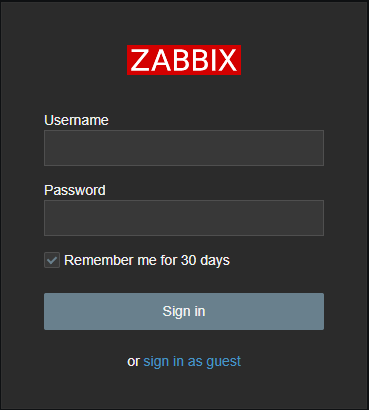 ZABBIX
Username
Password
Remember me for 30 days
Sign in
or sign in as guest